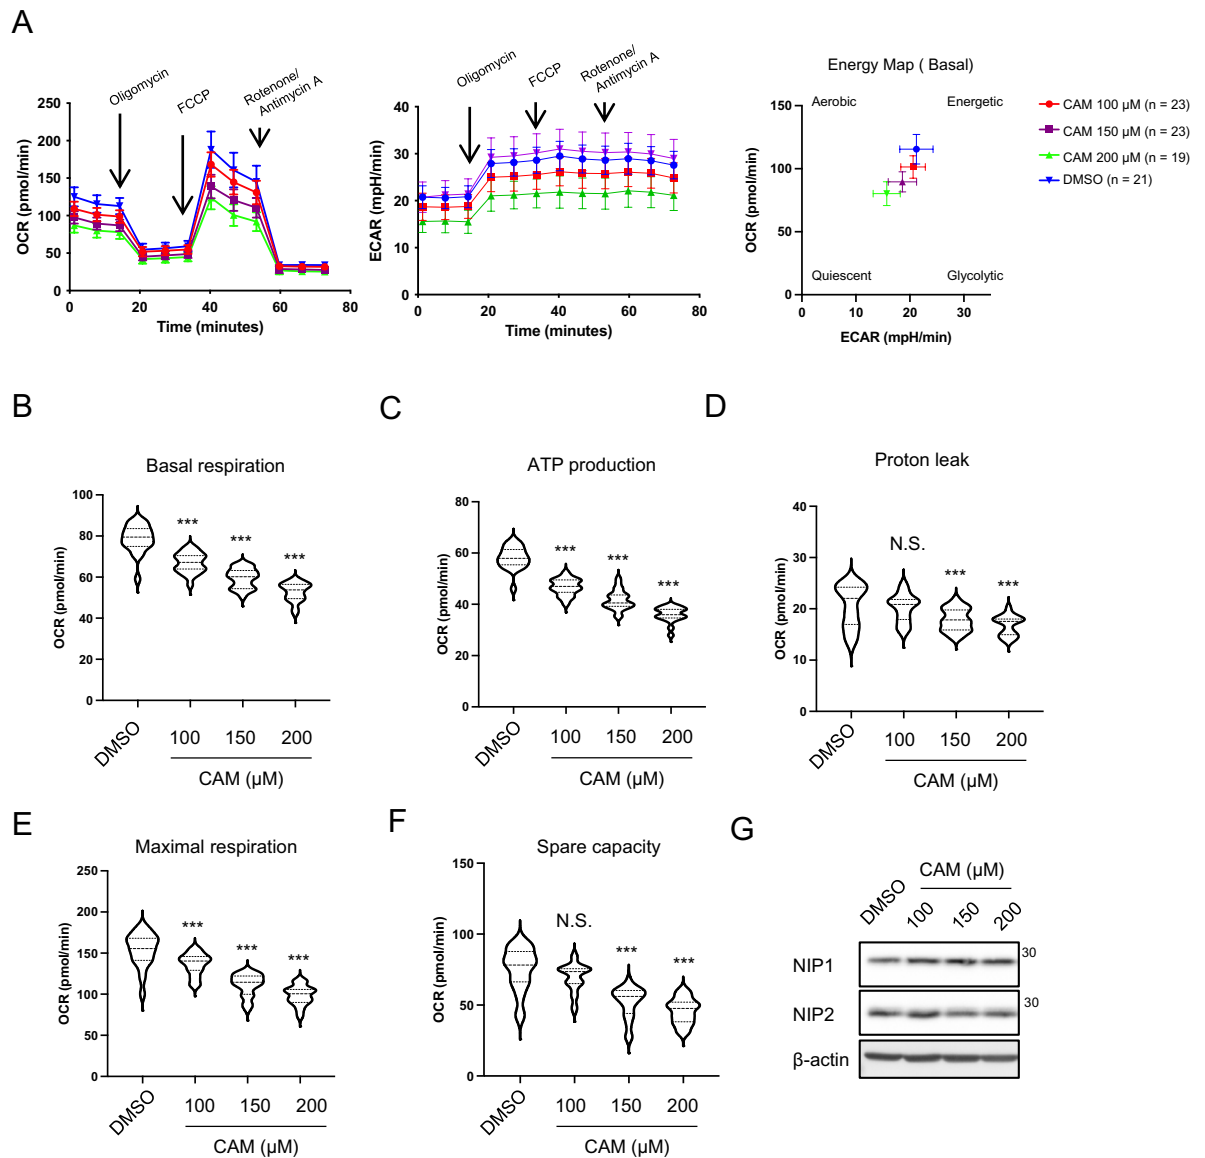 A
Oligomycin
FCCP
Rotenone/
Antimycin A
250
200
150
100
50
0
OCR (pmol/min)
0 20 40 60 80
Time (minutes)
Oligomycin
FCCP
Rotenone/
Antimycin A
40
30
20
10
0
ECAR (mpH/min)
0 20 40 60 80
Time (minutes)
Energy Map ( Basal)
150
100
50
0
OCR (pmol/min)
Aerobic
Energetic
Quiescent
Glycolytic
0 10 20 30
ECAR (mpH/min)
CAM 100 µM (n = 23)
CAM 150 µM (n = 23)
CAM 200 µM (n = 19)
DMSO (n = 21)
B
Basal respiration
100
80
60
40
20
0
OCR (pmol/min)
***
***
***
DMSO
100 150 200
CAM (µM)
C
ATP production
80
60
40
20
0
OCR (pmol/min)
***
***
***
DMSO
100 150 200
CAM (µM)
D
Proton leak
40
30
20
10
0
OCR (pmol/min)
N.S.
***
***
DMSO
100 150 200
CAM (µM)
E
Maximal respiration
250
200
150
100
50
0
OCR (pmol/min)
***
***
***
DMSO
100 150 200
CAM (µM)
F
Spare capacity
150
100
50
0
OCR (pmol/min)
N.S.
***
***
DMSO
100 150 200
CAM (µM)
G
CAM (µM)
DMSO
100
150
200
NIP1
30
NIP2
30
β-actin